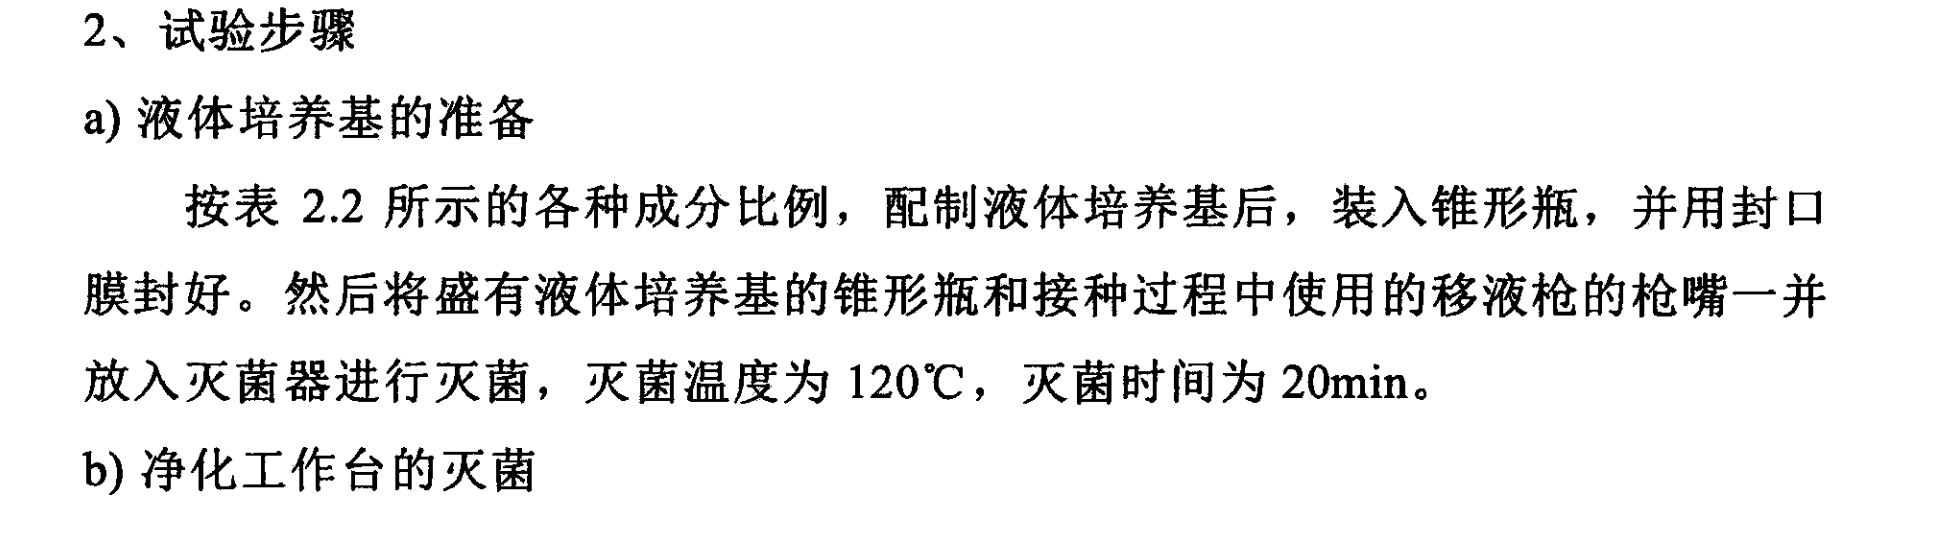 2、试验步骤
a) 液体培养基的准备
按表 2.2 所示的各种成分比例，配制液体培养基后，装入锥形瓶，并用封口
膜封好。然后将盛有液体培养基的锥形瓶和接种过程中使用的移液枪的枪嘴一并
放入灭菌器进行灭菌，灭菌温度为 120℃，灭菌时间为 20min。
b) 净化工作台的灭菌